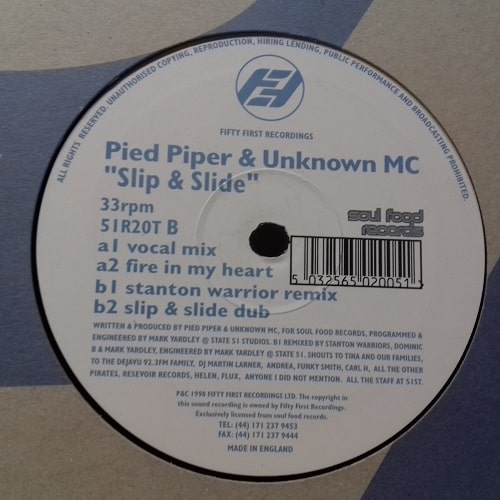 ALL RIGHTS RESERVED. UNAUTHORISED COPYING, REPRODUCTION, HIRING LENDING, PUBLIC PERFORMANCE AND BROADCASTING PROHIBITED.
FIFTY FIRST RECORDINGS
Pied Piper & Unknown MC
"Slip & Slide"
33rpm
51R20T B
soul food
records
a1 vocal mix
a2 fire in my heart
b1 stanton warrior remix
b2 slip & slide dub
5 032565 020051
WRITTEN & PRODUCED BY PIED PIPER & UNKNOWN MC, FOR SOUL FOOD RECORDS, PROGRAMMED &
ENGINEERED BY MARK YARDLEY @ STATE 51 STUDIOS. B1 REMIXED BY STANTON WARRIORS, DOMINIC
B & MARK YARDLEY, ENGINEERED BY MARK YARDLEY @ STATE 51. SHOUTS TO TINA AND OUR FAMILIES,
TO THE DEJAVU 92.3FM FAMILY, DJ MARTIN LARNER, ANDREA, FUNKY SMITH, CARL H, ALL THE OTHER
PIRATES, RESEVOIR RECORDS, HELEN, FLUX, ANYONE I DID NOT MENTION. ALL THE STAFF AT 51ST.
P&C 1998 FIFTY FIRST RECORDINGS LTD. The copyright in
this sound recording is owned by Fifty First Recordings.
Exclusively licensed from soul food records.
TEL: (44) 171 237 9453
FAX: (44) 171 237 9444
MADE IN ENGLAND